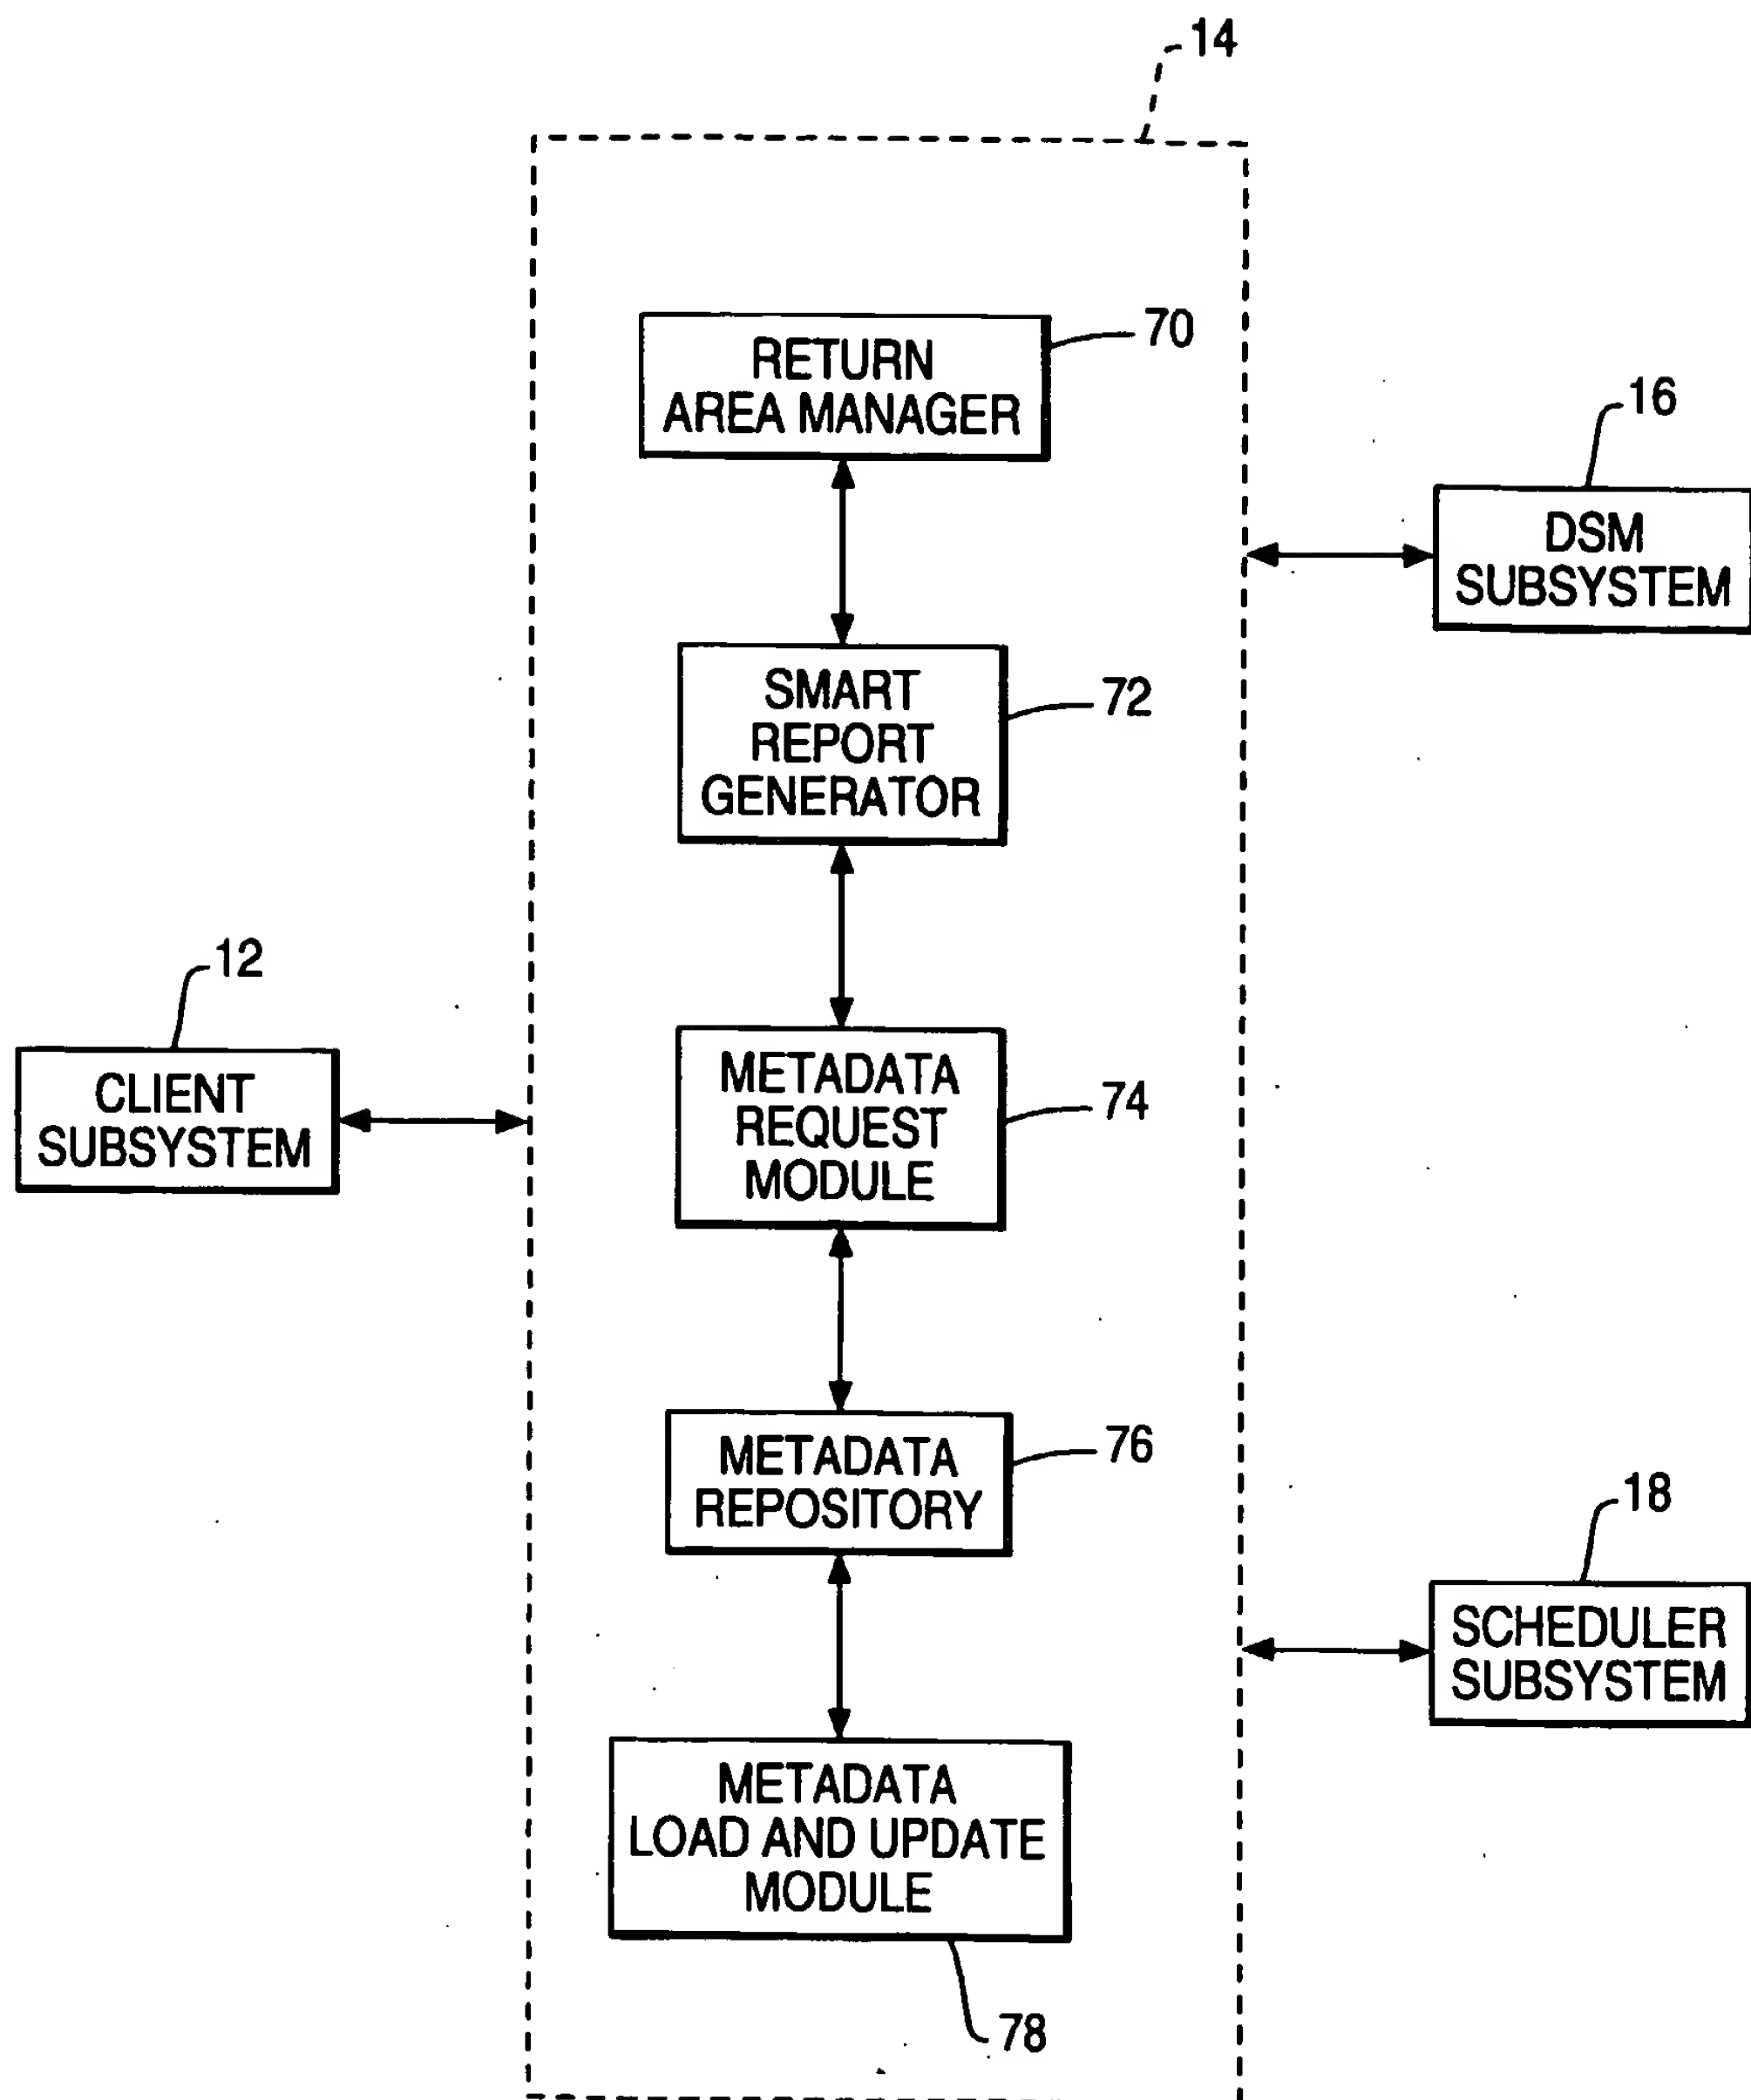 14
RETURN
AREA MANAGER
70
16
DSM
SUBSYSTEM
SMART
REPORT
GENERATOR
72
12
CLIENT
SUBSYSTEM
METADATA
REQUEST
MODULE
74
METADATA
REPOSITORY
76
18
SCHEDULER
SUBSYSTEM
METADATA
LOAD AND UPDATE
MODULE
78